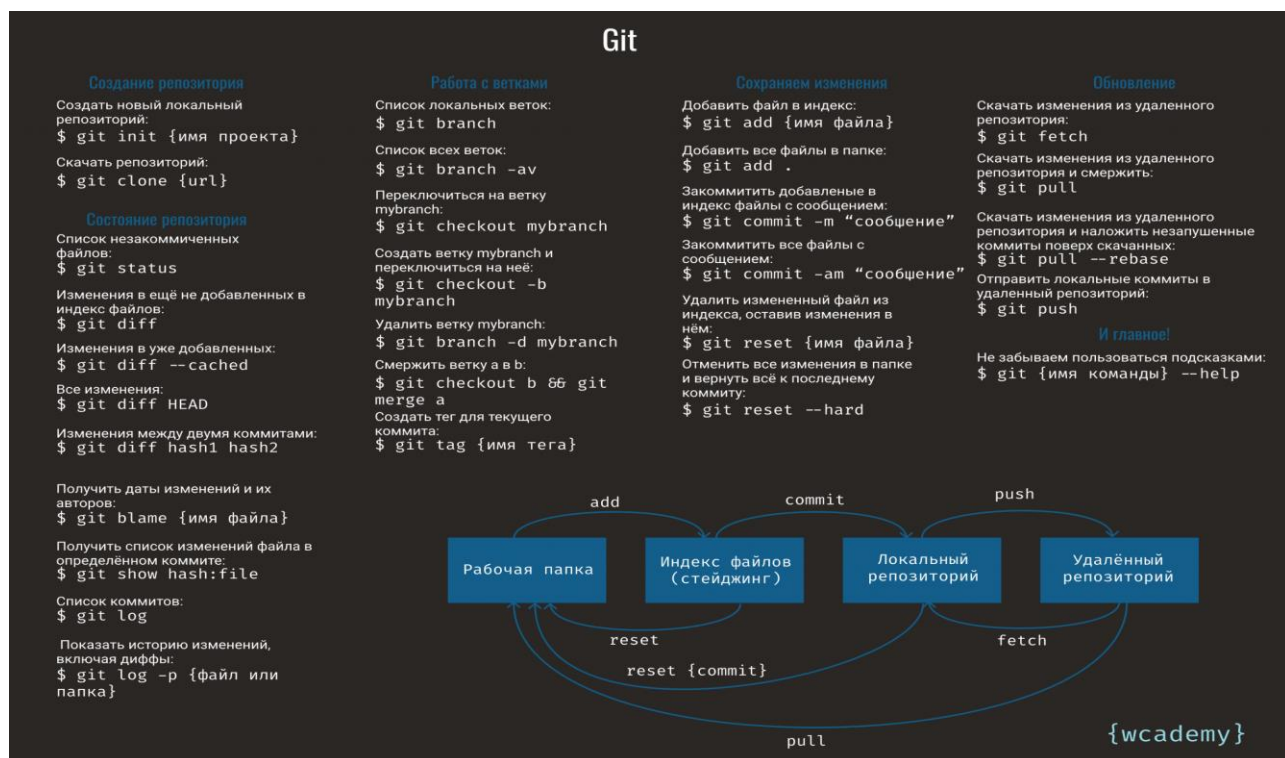 Git
Создание репозитория
Создать новый локальный
репозиторий:
$ git init {имя проекта}
Скачать репозиторий:
$ git clone {url}
Состояние репозитория
Список незакоммиченных
файлов:
$ git status
Изменения в ещё не добавленных в
индекс файлов:
$ git diff
Изменения в уже добавленных:
$ git diff --cached
Все изменения:
$ git diff HEAD
Изменения между двумя коммитами:
$ git diff hash1 hash2
Получить даты изменений и их
авторов:
$ git blame {имя файла}
Получить список изменений файла в
определённом коммите:
$ git show hash:file
Список коммитов:
$ git log
Показать историю изменений,
включая диффы:
$ git log -p {файл или
папка}
Работа с ветками
Список локальных веток:
$ git branch
Список всех веток:
$ git branch -av
Переключиться на ветку
mybranch:
$ git checkout mybranch
Создать ветку mybranch и
переключиться на неё:
$ git checkout -b
mybranch
Удалить ветку mybranch:
$ git branch -d mybranch
Смержить ветку a в b:
$ git checkout b && git
merge a
Создать тег для текущего
коммита:
$ git tag {имя тега}
Сохраняем изменения
Добавить файл в индекс:
$ git add {имя файла}
Добавить все файлы в папке:
$ git add .
Закоммитить добавленые в
индекс файлы с сообщением:
$ git commit -m “сообщение”
Закоммитить все файлы с
сообщением:
$ git commit -am “сообщение”
Удалить измененный файл из
индекса, оставив изменения в
нём:
$ git reset {имя файла}
Отменить все изменения в папке
и вернуть всё к последнему
коммиту:
$ git reset --hard
Обновление
Скачать изменения из удаленного
репозитория:
$ git fetch
Скачать изменения из удаленного
репозитория и смержить:
$ git pull
Скачать изменения из удаленного
репозитория и наложить незапушенные
коммиты поверх скачанных:
$ git pull --rebase
Отправить локальные коммиты в
удаленный репозиторий:
$ git push
И главное!
Не забываем пользоваться подсказками:
$ git {имя команды} --help
add
commit
push
Рабочая папка
Индекс файлов
(стейджинг)
Локальный
репозиторий
Удалённый
репозиторий
reset
fetch
reset {commit}
pull
{wcademy}